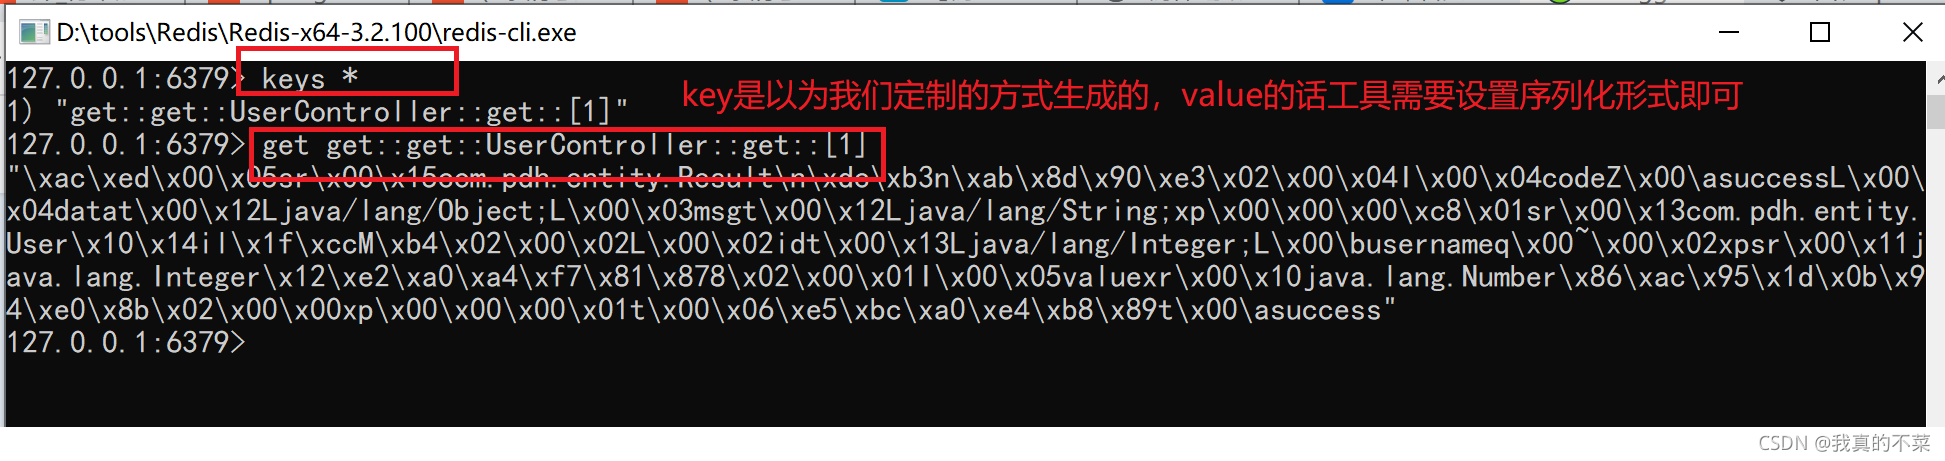 D:\tools\Redis\Redis-x64-3.2.100\redis-cli.exe
127.0.0.1:6379> keys *
key是以为我们定制的方式生成的，value的话工具需要设置序列化形式即可
1) "get::get::UserController::get::[1]"
127.0.0.1:6379> get get::get::UserController::get::[1]
"\xac\xed\x00\x05sr\x00\x15com.pdh.entity.Result\n\xdc\xb3n\xab\x8d\x90\xe3\x02\x00\x04I\x00\x04codeZ\x00\asuccessL\x00\
x04datat\x00\x12Ljava/lang/Object;L\x00\x03msgt\x00\x12Ljava/lang/String;xp\x00\x00\x00\xc8\x01sr\x00\x13com.pdh.entity.
User\x10\x14il\x1f\xccM\xb4\x02\x00\x02L\x00\x02idt\x00\x13Ljava/lang/Integer;L\x00\busernameq\x00~\x00\x02xpsr\x00\x11j
ava.lang.Integer\x12\xe2\xa0\xa4\xf7\x81\x878\x02\x00\x01I\x00\x05valuexr\x00\x10java.lang.Number\x86\xac\x95\x1d\x0b\x9
4\xe0\x8b\x02\x00\x00xp\x00\x00\x00\x01t\x00\x06\xe5\xbc\xa0\xe4\xb8\x89t\x00\asuccess"
127.0.0.1:6379>
CSDN @我真的不菜